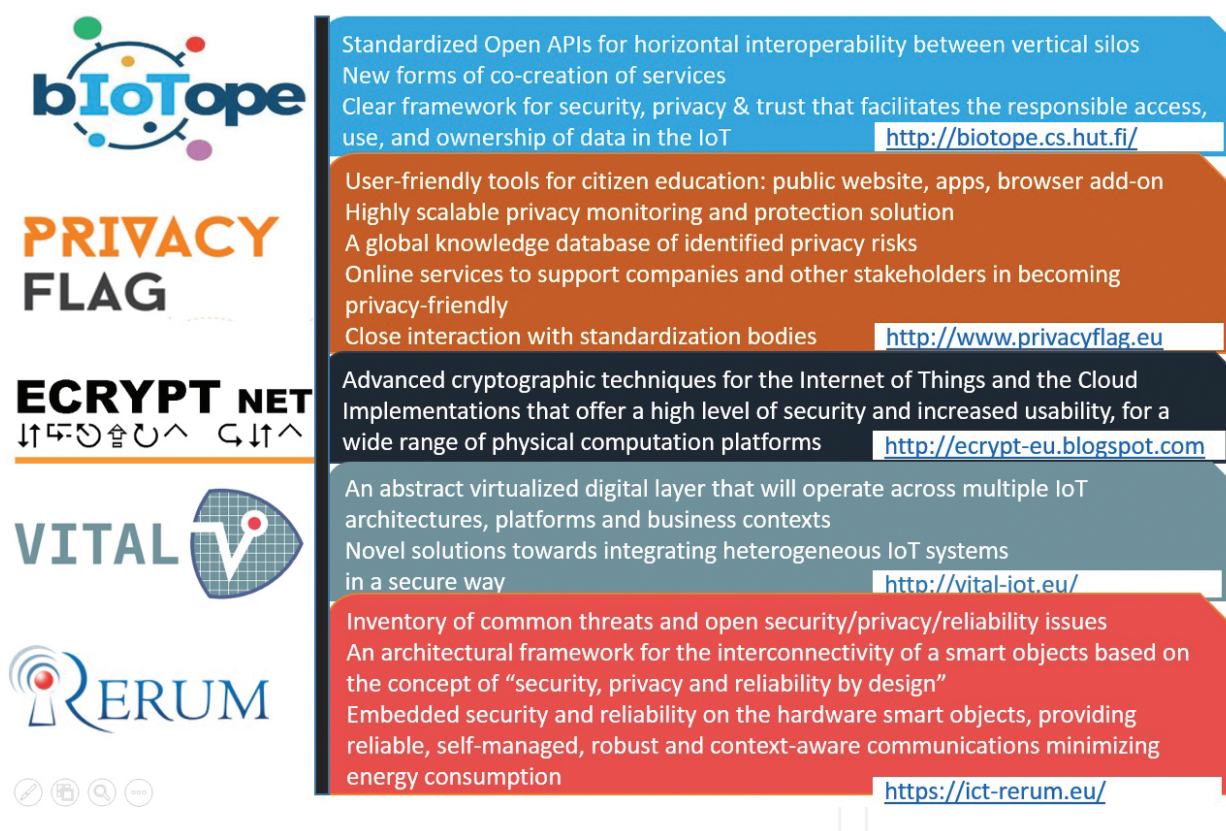 bIoTope
Standardized Open APIs for horizontal interoperability between vertical silos
New forms of co-creation of services
Clear framework for security, privacy & trust that facilitates the responsible access,
use, and ownership of data in the IoT
http://biotope.cs.hut.fi/
PRIVACY
FLAG
User-friendly tools for citizen education: public website, apps, browser add-on
Highly scalable privacy monitoring and protection solution
A global knowledge database of identified privacy risks
Online services to support companies and other stakeholders in becoming
privacy-friendly
Close interaction with standardization bodies
http://www.privacyflag.eu
ECRYPT NET
Advanced cryptographic techniques for the Internet of Things and the Cloud
Implementations that offer a high level of security and increased usability, for a
wide range of physical computation platforms
http://ecrypt-eu.blogspot.com
VITAL
An abstract virtualized digital layer that will operate across multiple IoT
architectures, platforms and business contexts
Novel solutions towards integrating heterogeneous IoT systems
in a secure way
http://vital-iot.eu/
RERUM
Inventory of common threats and open security/privacy/reliability issues
An architectural framework for the interconnectivity of a smart objects based on
the concept of “security, privacy and reliability by design”
Embedded security and reliability on the hardware smart objects, providing
reliable, self-managed, robust and context-aware communications minimizing
energy consumption
https://ict-rerum.eu/